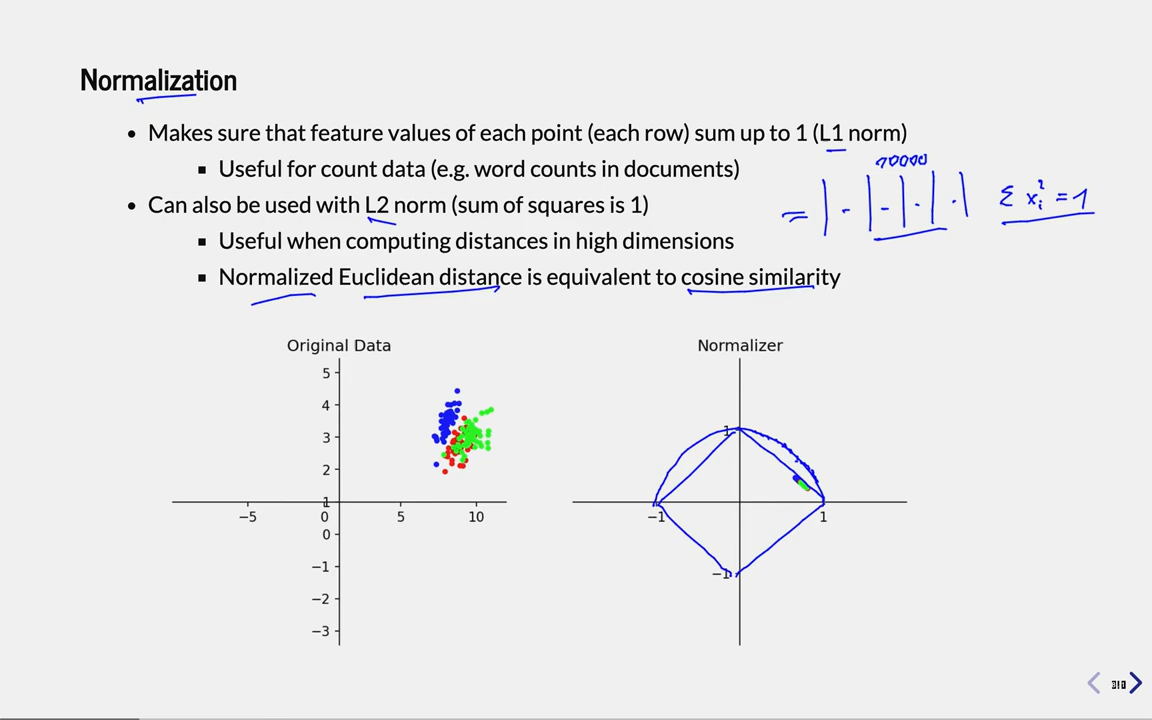 Normalization
• Makes sure that feature values of each point (each row) sum up to 1 (L1 norm)
10000
▪ Useful for count data (e.g. word counts in documents)
• Can also be used with L2 norm (sum of squares is 1)
= | - | - | · | · | Σ xᵢ² = 1
▪ Useful when computing distances in high dimensions
▪ Normalized Euclidean distance is equivalent to cosine similarity
Original Data
5
4
3
2
1
0
−1
−2
−3
−5 0 5 10
Normalizer
1
−1 1
−1